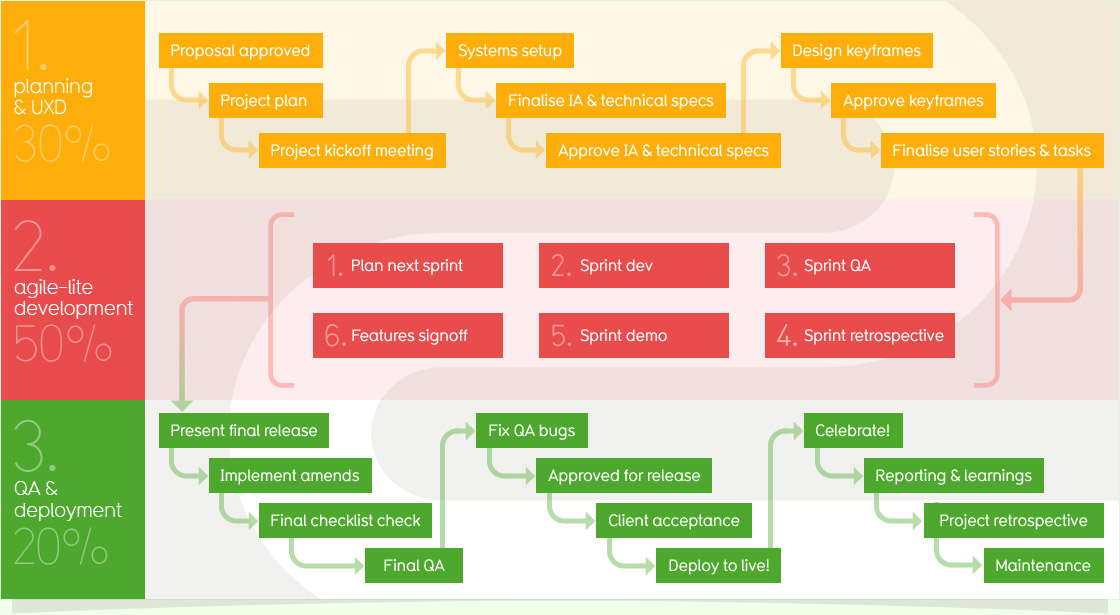 1.
planning
& UXD
30%
Proposal approved
Project plan
Project kickoff meeting
Systems setup
Finalise IA & technical specs
Approve IA & technical specs
Design keyframes
Approve keyframes
Finalise user stories & tasks
2.
agile-lite
development
50%
1. Plan next sprint
2. Sprint dev
3. Sprint QA
6. Features signoff
5. Sprint demo
4. Sprint retrospective
3.
QA &
deployment
20%
Present final release
Implement amends
Final checklist check
Final QA
Fix QA bugs
Approved for release
Client acceptance
Deploy to live!
Celebrate!
Reporting & learnings
Project retrospective
Maintenance